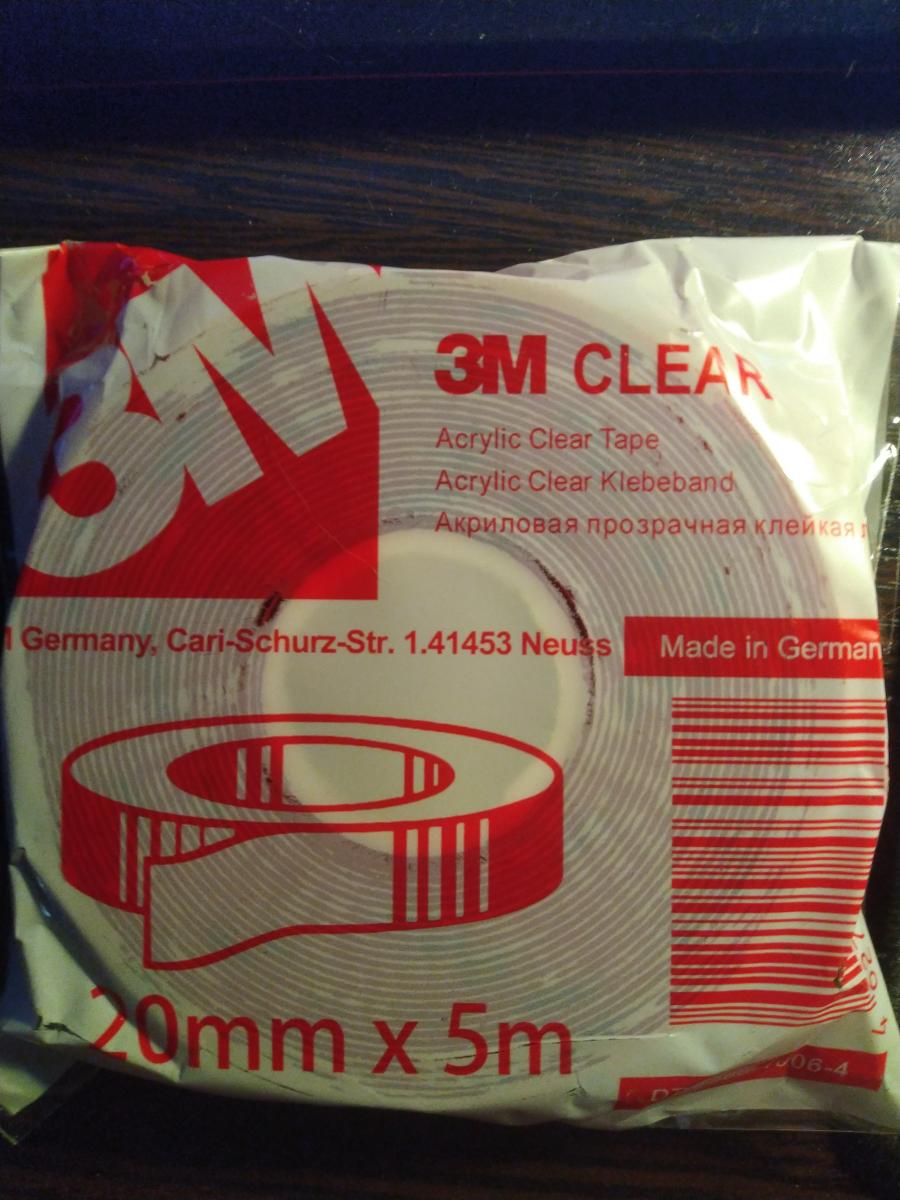 3M
3M CLEAR
Acrylic Clear Tape
Acrylic Clear Klebeband
Акриловая прозрачная клейкая
Germany, Cari-Schurz-Str. 1.41453 Neuss
Made in German
20mm x 5m